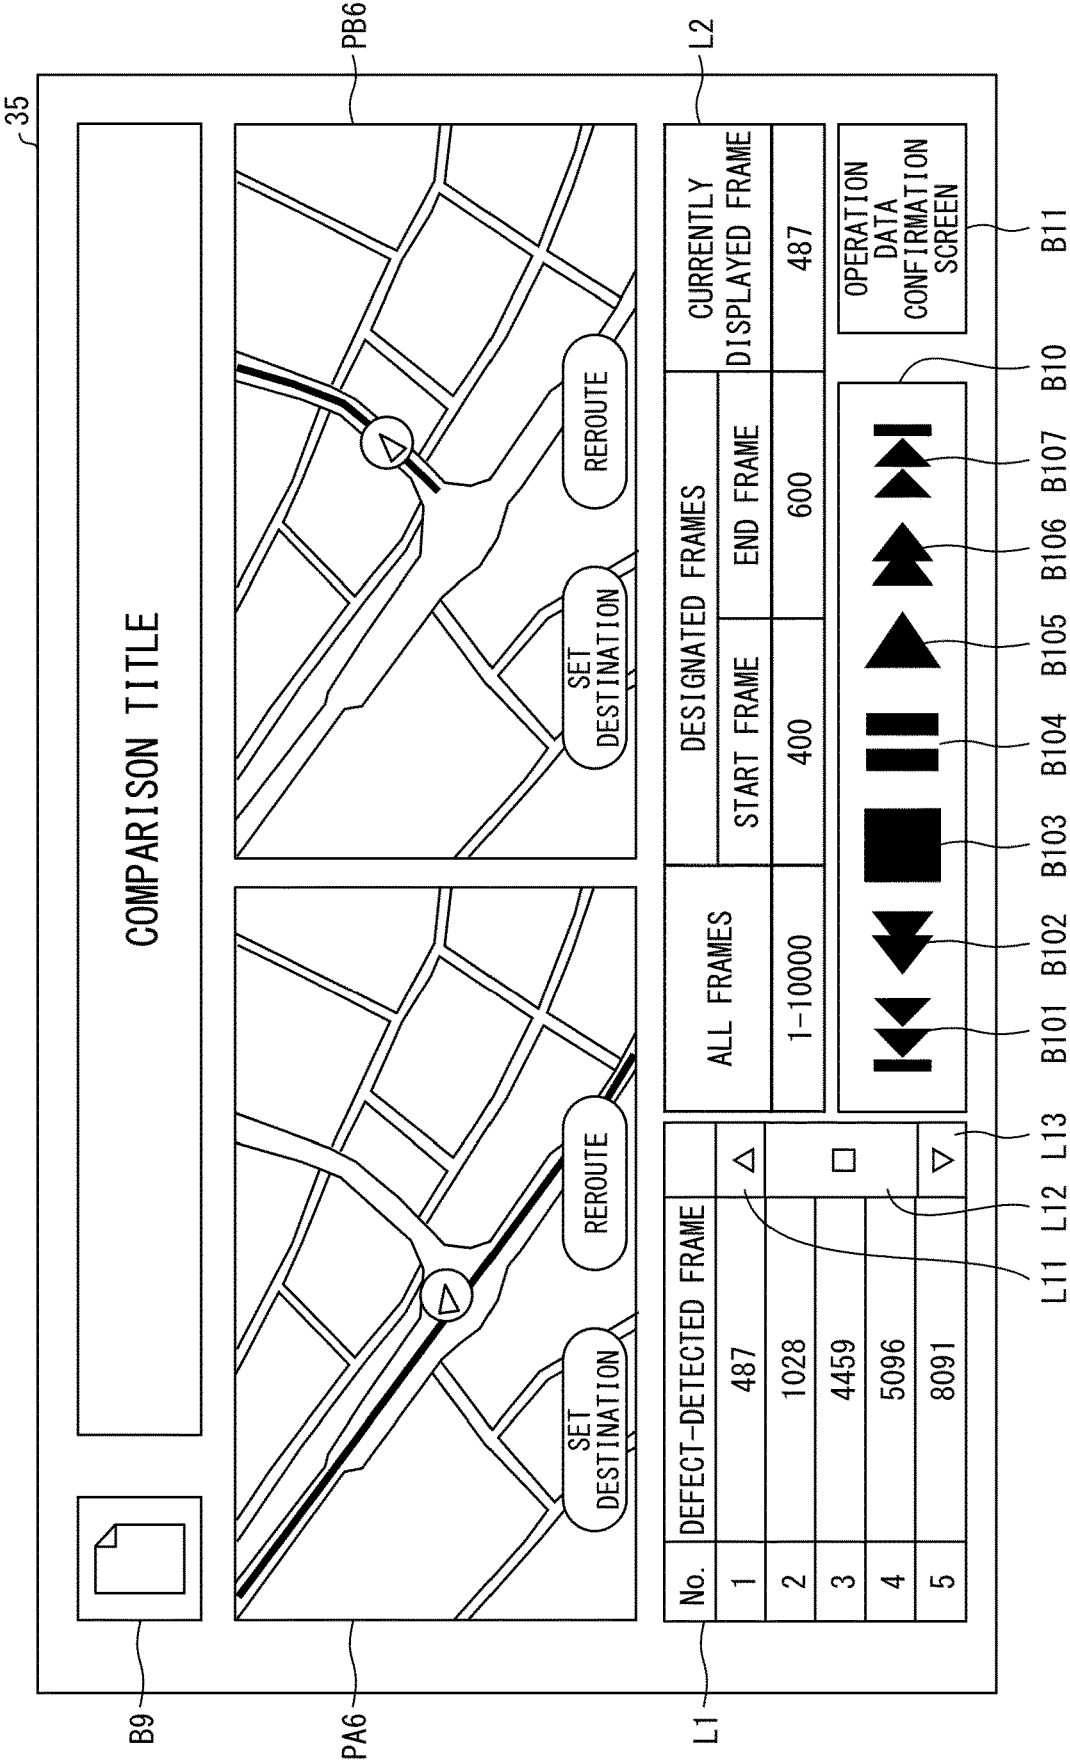 35
B9
COMPARISON TITLE
PA6
PB6
SET
DESTINATION
REROUTE
SET
DESTINATION
REROUTE
L1
L2
No.
DEFECT-DETECTED FRAME
1
487
2
1028
3
4459
4
5096
5
8091
ALL FRAMES
DESIGNATED FRAMES
CURRENTLY
DISPLAYED FRAME
START FRAME
END FRAME
1-10000
400
600
487
OPERATION
DATA
CONFIRMATION
SCREEN
L11
L12
L13
B101
B102
B103
B104
B105
B106
B107
B10
B11